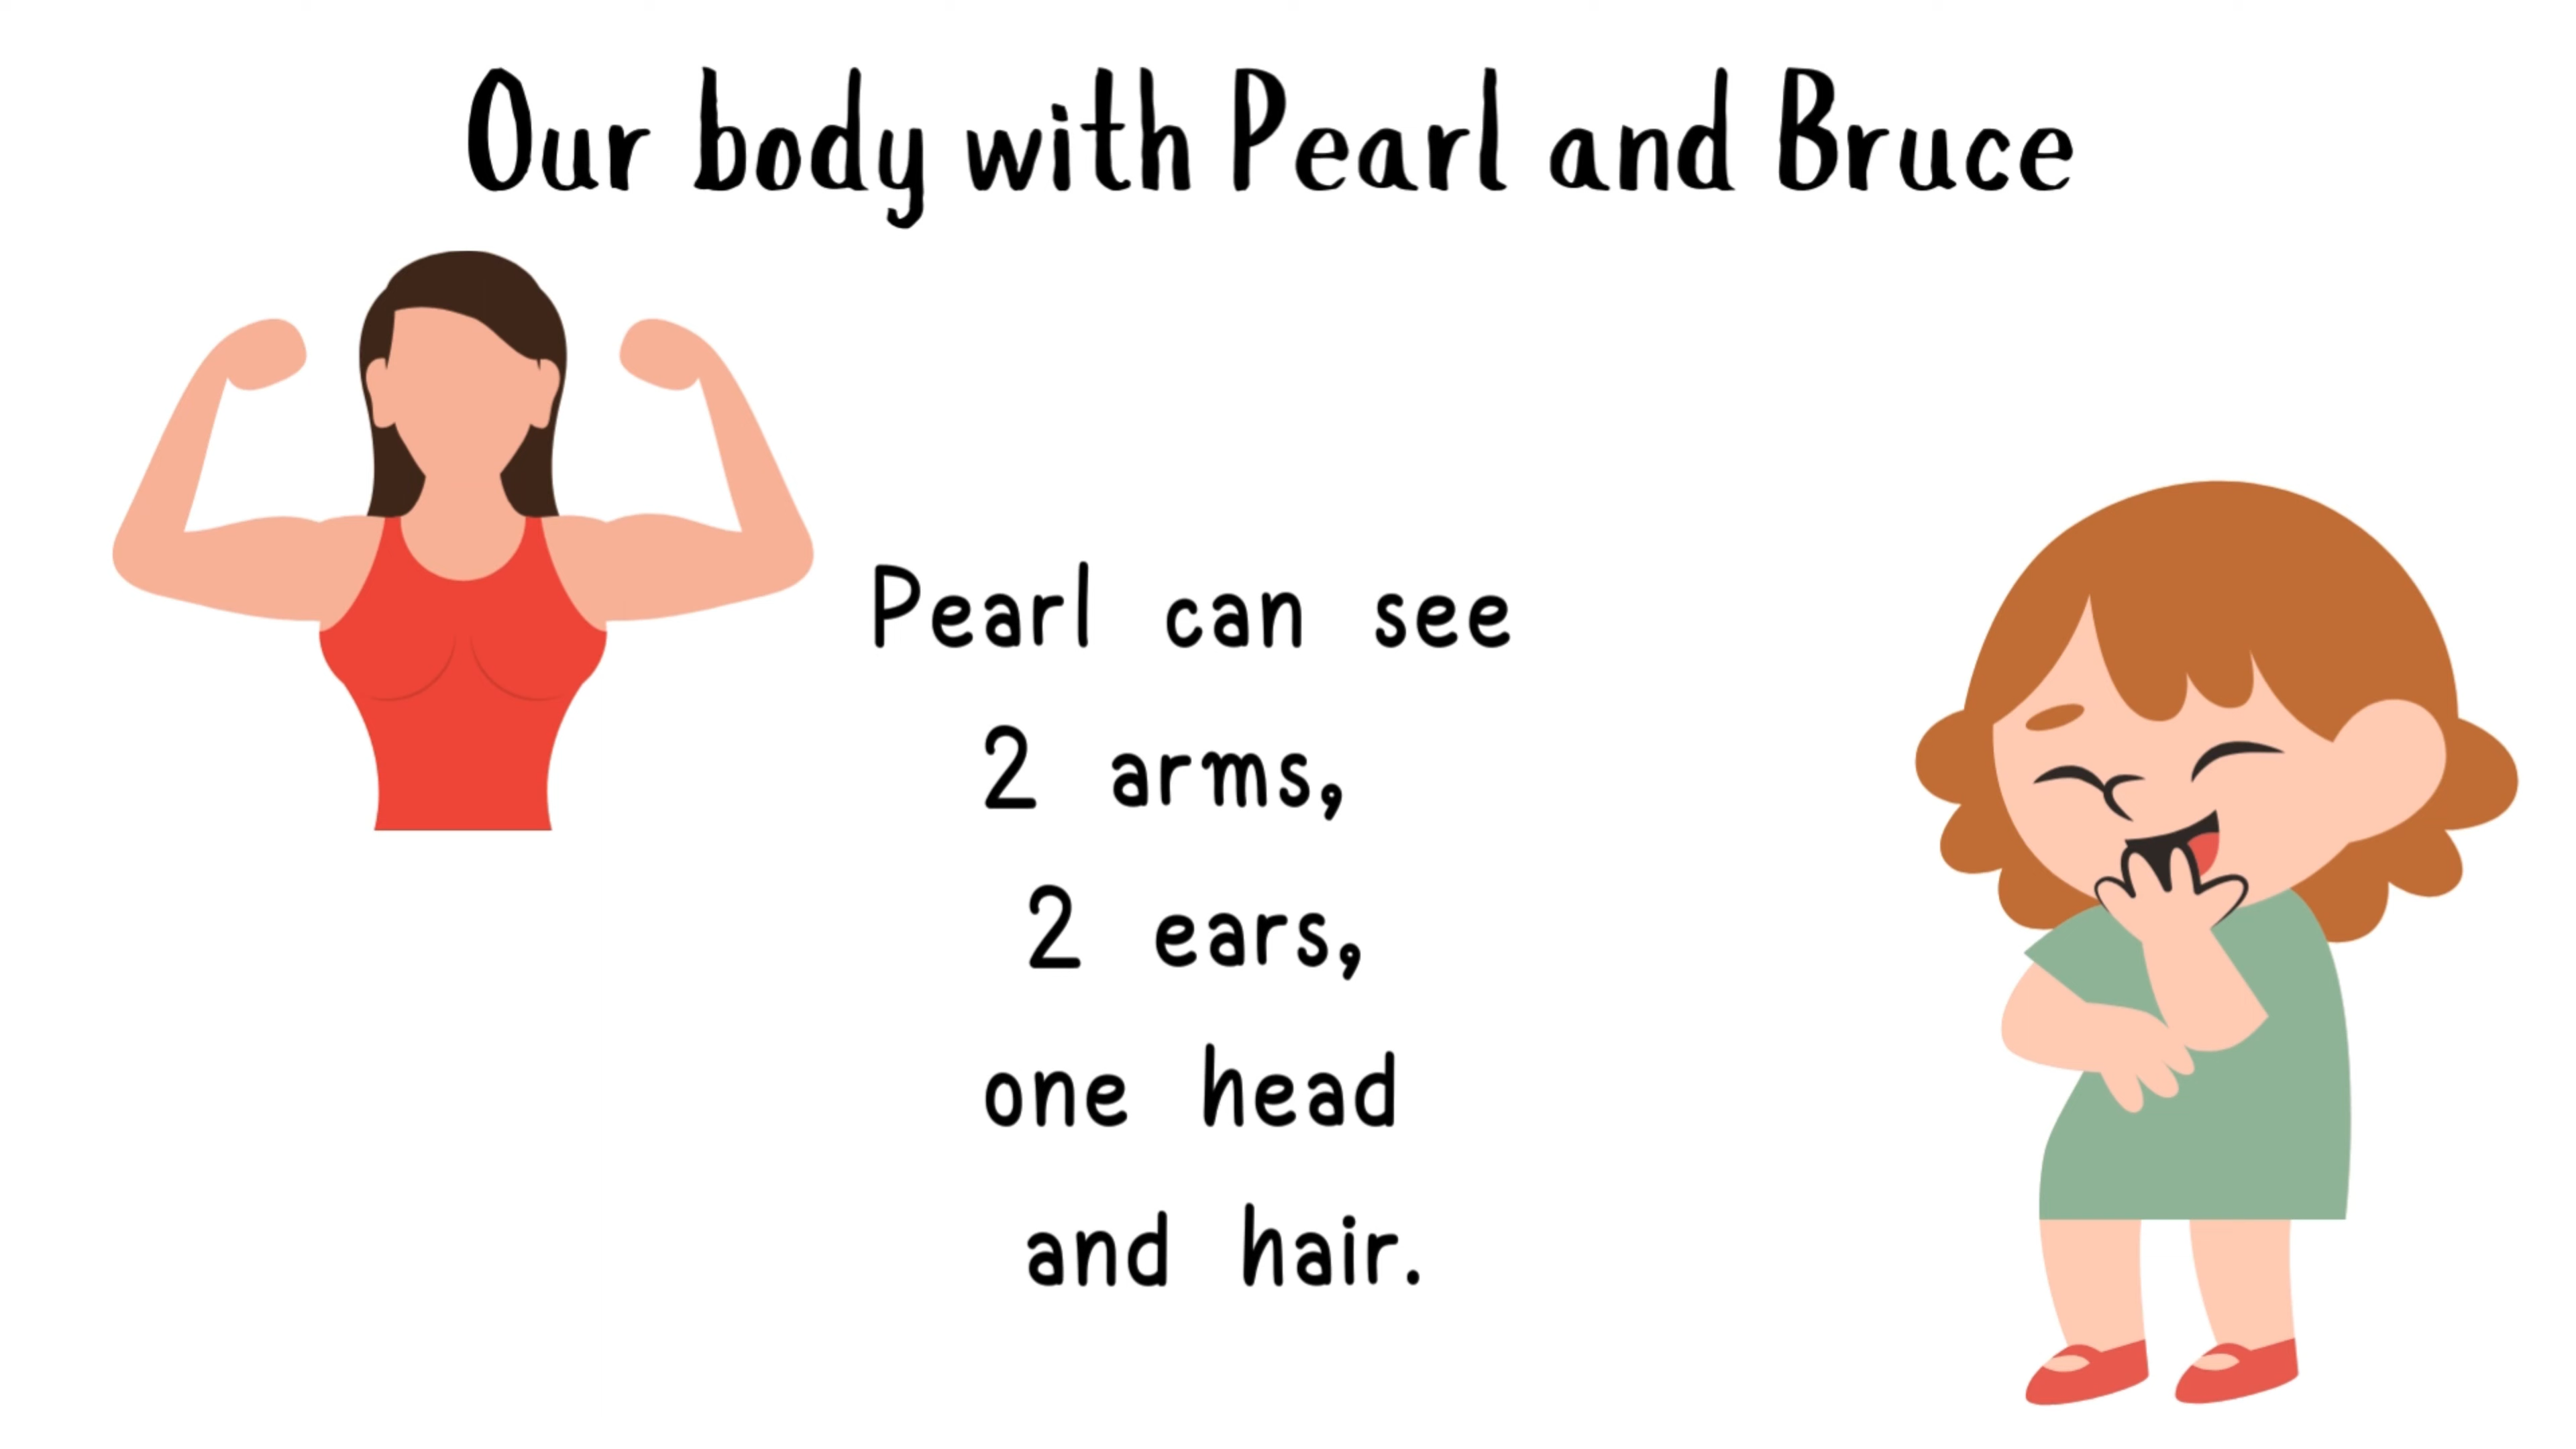 Our body with Pearl and Bruce
Pearl can see
2 arms,
2 ears,
one head
and hair.